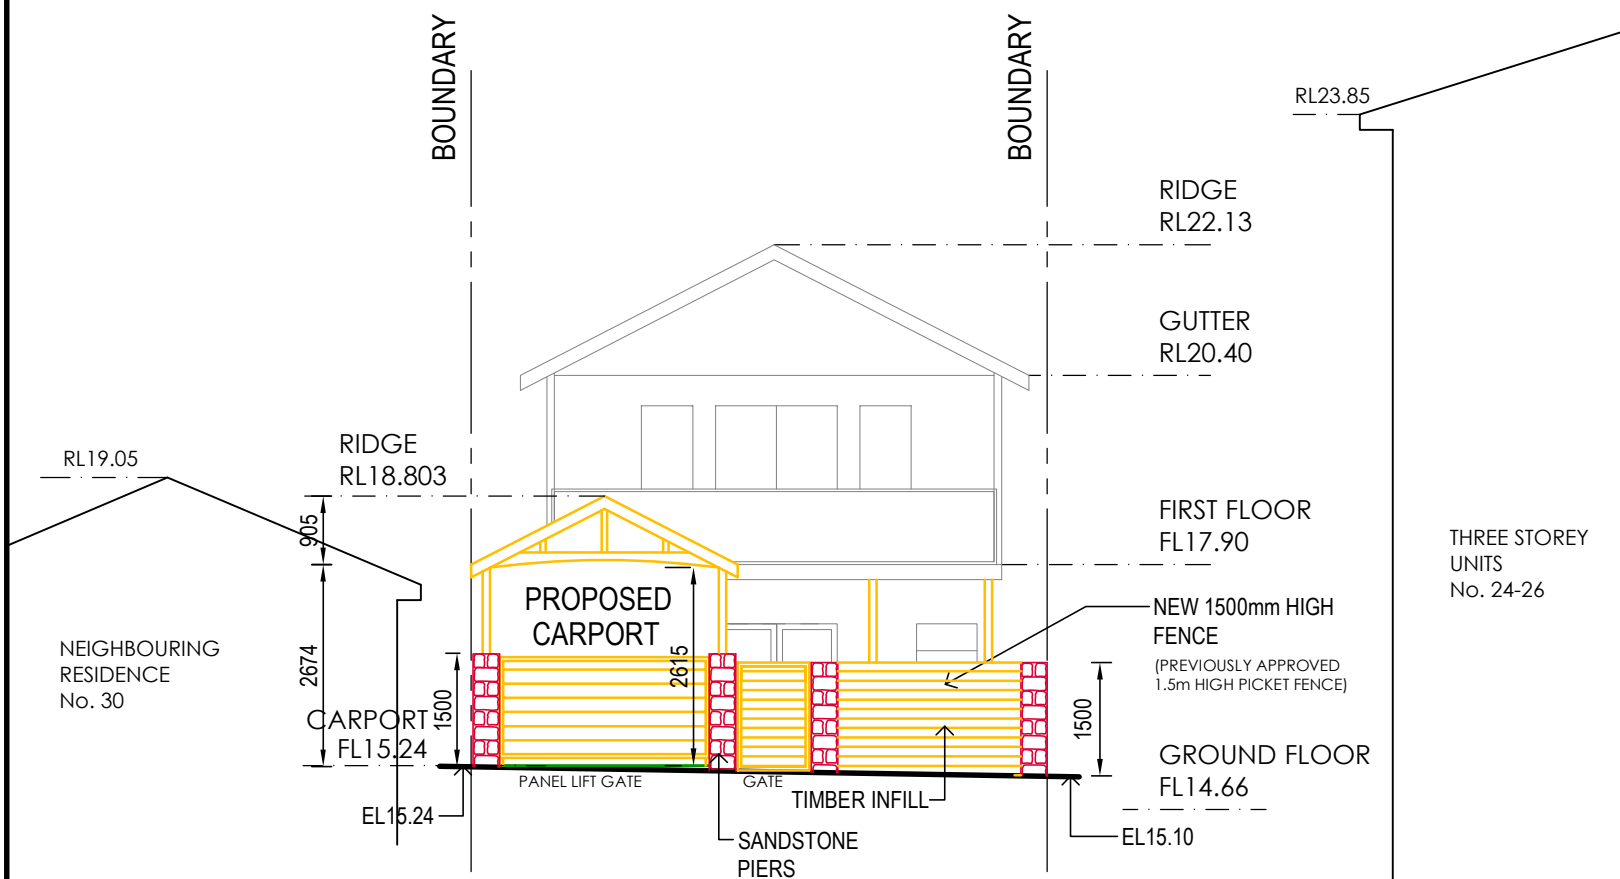 BOUNDARY
BOUNDARY
RL23.85
RIDGE
RL22.13
GUTTER
RL20.40
RIDGE
RL18.803
RL19.05
905
FIRST FLOOR
FL17.90
THREE STOREY
UNITS
No. 24-26
PROPOSED
CARPORT
NEW 1500mm HIGH
FENCE
(PREVIOUSLY APPROVED
1.5m HIGH PICKET FENCE)
NEIGHBOURING
RESIDENCE
No. 30
2674
2615
1500
1500
CARPORT
FL15.24
GROUND FLOOR
FL14.66
PANEL LIFT GATE
GATE
TIMBER INFILL
EL15.24
SANDSTONE
PIERS
EL15.10